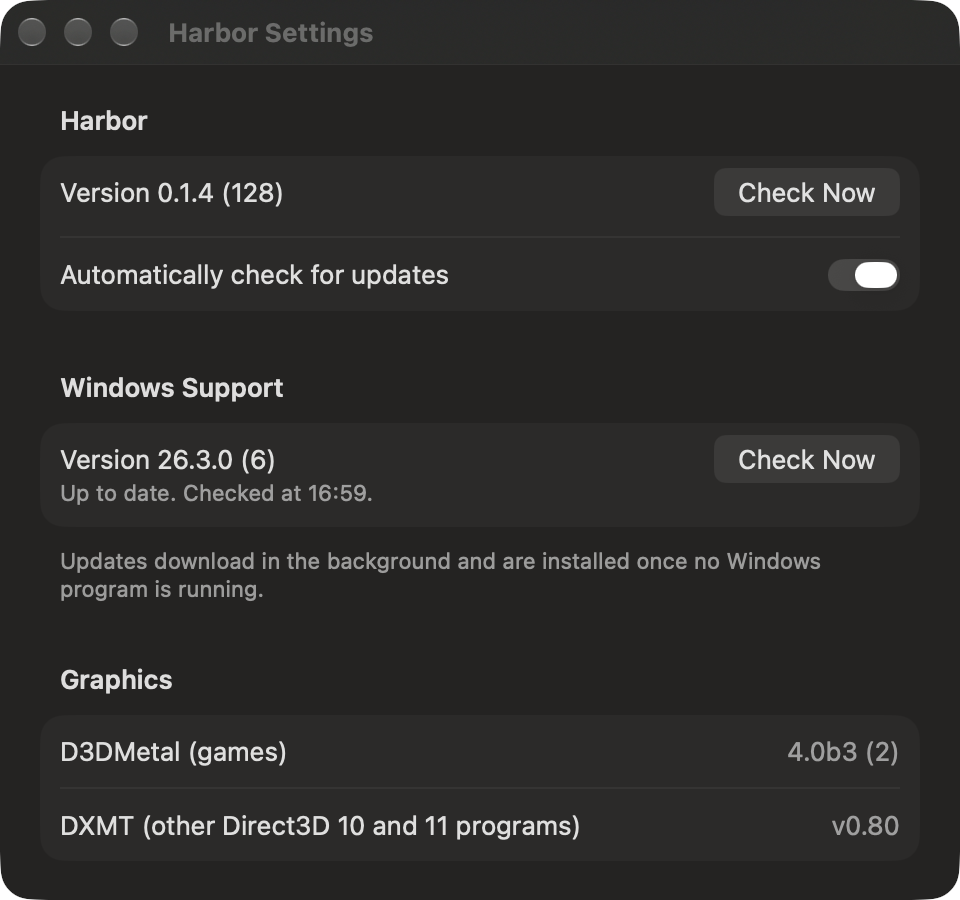 Harbor Settings
Harbor
Version 0.1.4 (128)
Check Now
Automatically check for updates
Windows Support
Version 26.3.0 (6)
Check Now
Up to date. Checked at 16:59.
Updates download in the background and are installed once no Windows
program is running.
Graphics
D3DMetal (games)
4.0b3 (2)
DXMT (other Direct3D 10 and 11 programs)
v0.80